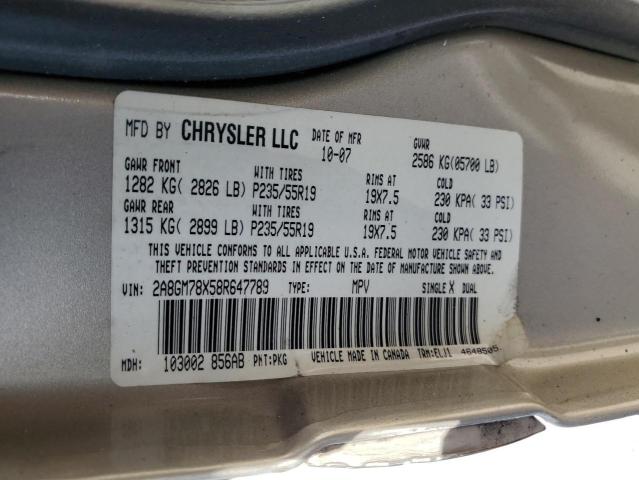 MFD BY CHRYSLER LLC DATE OF MFR GVWR
10-07 2586 KG(05700 LB)
GAWR FRONT WITH TIRES RIMS AT COLD
1282 KG( 2826 LB) P235/55R19 19X7.5 230 KPA( 33 PSI)
GAWR REAR WITH TIRES RIMS AT COLD
1315 KG( 2899 LB) P235/55R19 19X7.5 230 KPA( 33 PSI)
THIS VEHICLE CONFORMS TO ALL APPLICABLE U.S.A. FEDERAL MOTOR VEHICLE SAFETY AND
THEFT PREVENTION STANDARDS IN EFFECT ON THE DATE OF MANUFACTURE SHOWN ABOVE.
VIN: 2A8GM78X58R647789 TYPE: MPV SINGLE X DUAL
MDH: 103002 856AB PNT:PKG VEHICLE MADE IN CANADA TRM:ELJ1 4648505.